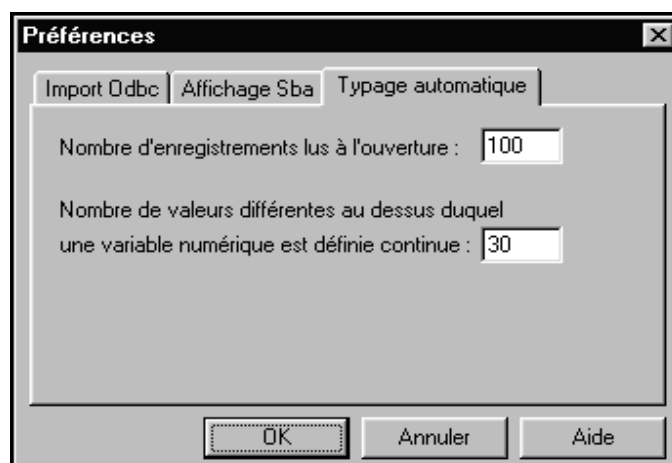 Préférences
Import Odbc Affichage Sba Typage automatique
Nombre d'enregistrements lus à l'ouverture : 100
Nombre de valeurs différentes au dessus duquel
une variable numérique est définie continue : 30
OK Annuler Aide